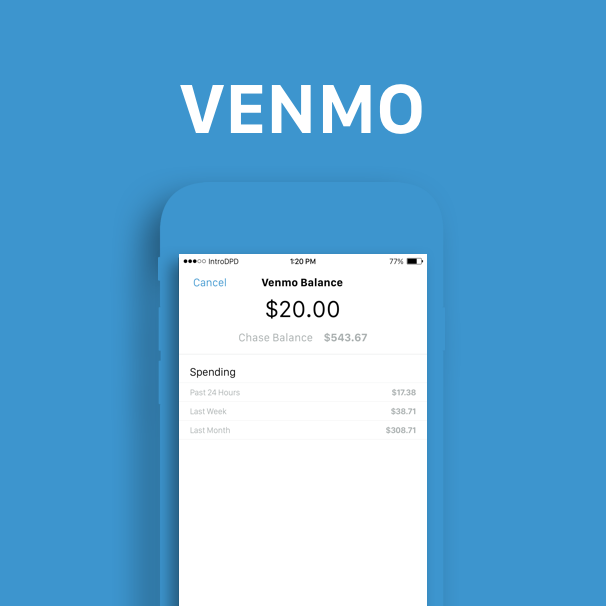 VENMO
●●●○○ IntroDPD 1:20 PM 77%
Cancel Venmo Balance
$20.00
Chase Balance $543.67
Spending
Past 24 Hours $17.38
Last Week $38.71
Last Month $308.71